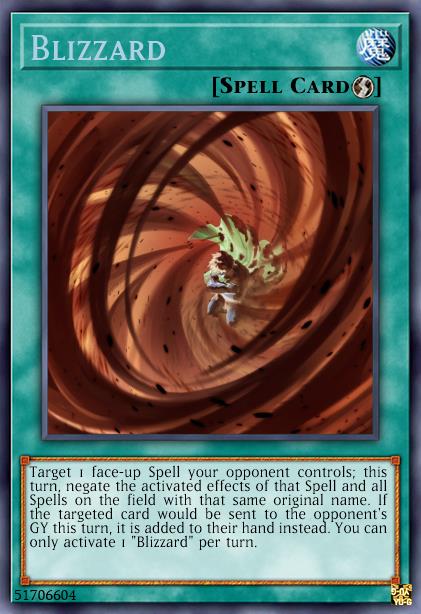 BLIZZARD
魔
[SPELL CARD]
Target 1 face-up Spell your opponent controls; this
turn, negate the activated effects of that Spell and all
Spells on the field with that same original name. If
the targeted card would be sent to the opponent's
GY this turn, it is added to their hand instead. You can
only activate 1 "Blizzard" per turn.
51706604